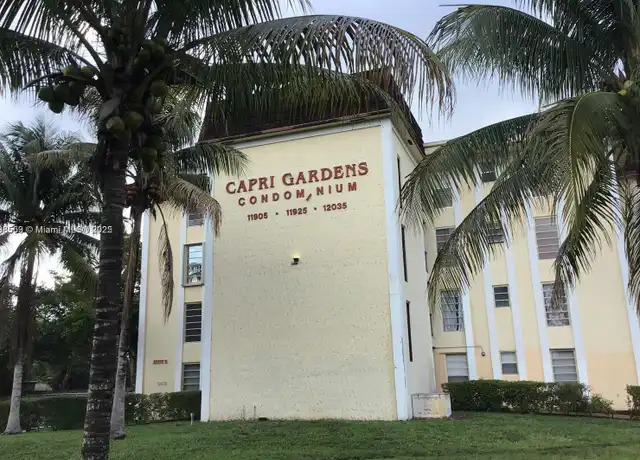 CAPRI GARDENS
CONDOMINIUM
11905 · 11925 · 12035
Miami MLS 2025